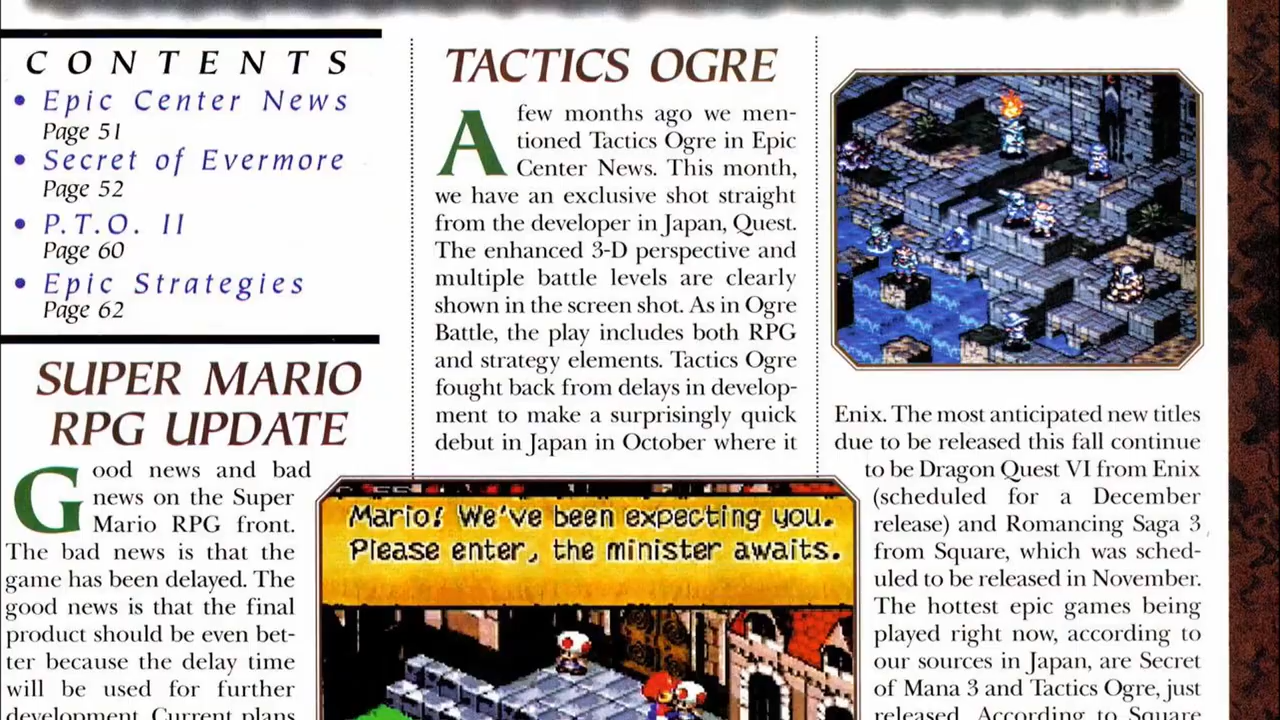 CONTENTS
• Epic Center News
Page 51
• Secret of Evermore
Page 52
• P.T.O. II
Page 60
• Epic Strategies
Page 62
SUPER MARIO
RPG UPDATE
Good news and bad
news on the Super
Mario RPG front.
The bad news is that the
game has been delayed. The
good news is that the final
product should be even bet-
ter because the delay time
will be used for further
development. Current plans
TACTICS OGRE
A few months ago we men-
tioned Tactics Ogre in Epic
Center News. This month,
we have an exclusive shot straight
from the developer in Japan, Quest.
The enhanced 3-D perspective and
multiple battle levels are clearly
shown in the screen shot. As in Ogre
Battle, the play includes both RPG
and strategy elements. Tactics Ogre
fought back from delays in develop-
ment to make a surprisingly quick
debut in Japan in October where it
Mario! We've been expecting you.
Please enter, the minister awaits.
Enix. The most anticipated new titles
due to be released this fall continue
to be Dragon Quest VI from Enix
(scheduled for a December
release) and Romancing Saga 3
from Square, which was sched-
uled to be released in November.
The hottest epic games being
played right now, according to
our sources in Japan, are Secret
of Mana 3 and Tactics Ogre, just
released. According to Square